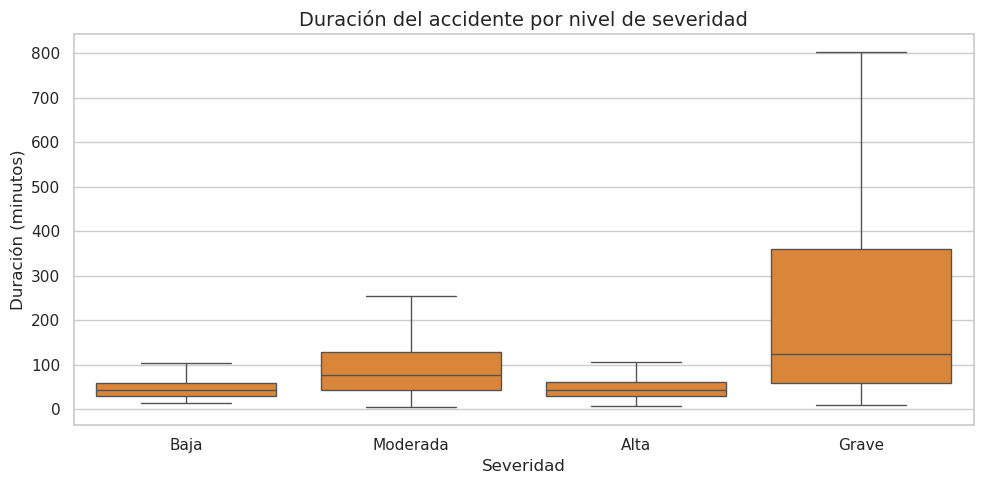 Duración del accidente por nivel de severidad
Duración (minutos)
800
700
600
500
400
300
200
100
0
Baja
Moderada
Alta
Grave
Severidad